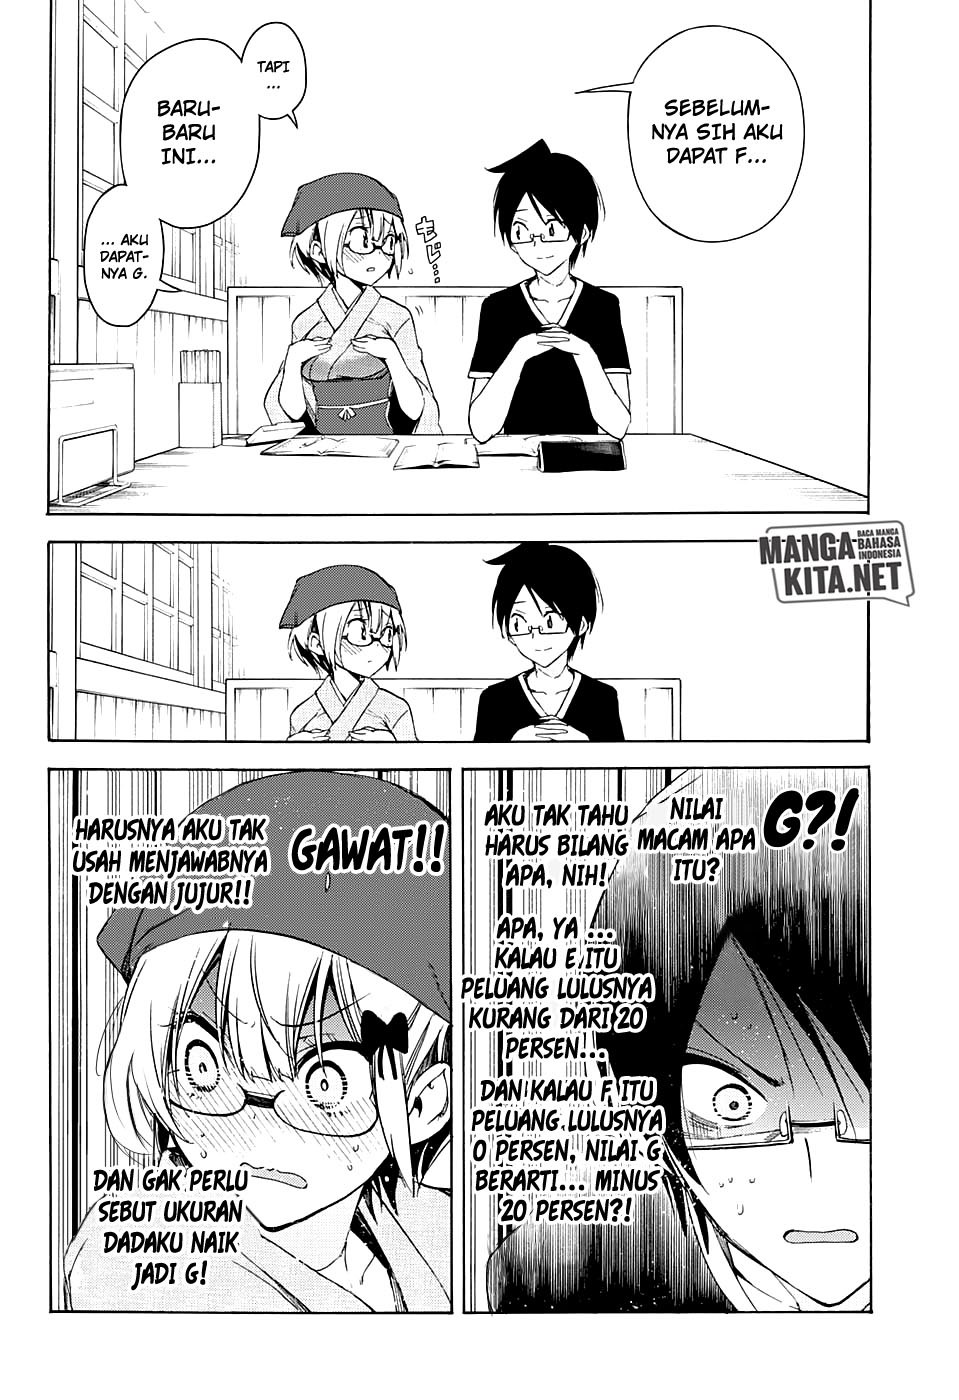 SEBELUM-
NYA SIH AKU
DAPAT F...
TAPI
...
BARU-
BARU
INI...
... AKU
DAPAT-
NYA G.
モジ...
MANGA
KITA.NET
BACA MANGA
BAHASA
INDONESIA
G?!
NILAI
MACAM APA
ITU?
AKU TAK TAHU
HARUS BILANG
APA, NIH!
APA, YA ...
KALAU E ITU
PELUANG LULUSNYA
KURANG DARI 20
PERSEN...
DAN KALAU F ITU
PELUANG LULUSNYA
0 PERSEN, NILAI G
BERARTI... MINUS
20 PERSEN?!
GAWAT!!
HARUSNYA AKU TAK
USAH MENJAWABNYA
DENGAN JUJUR!!
DAN GAK PERLU
SEBUT UKURAN
DADAKU NAIK
JADI G!